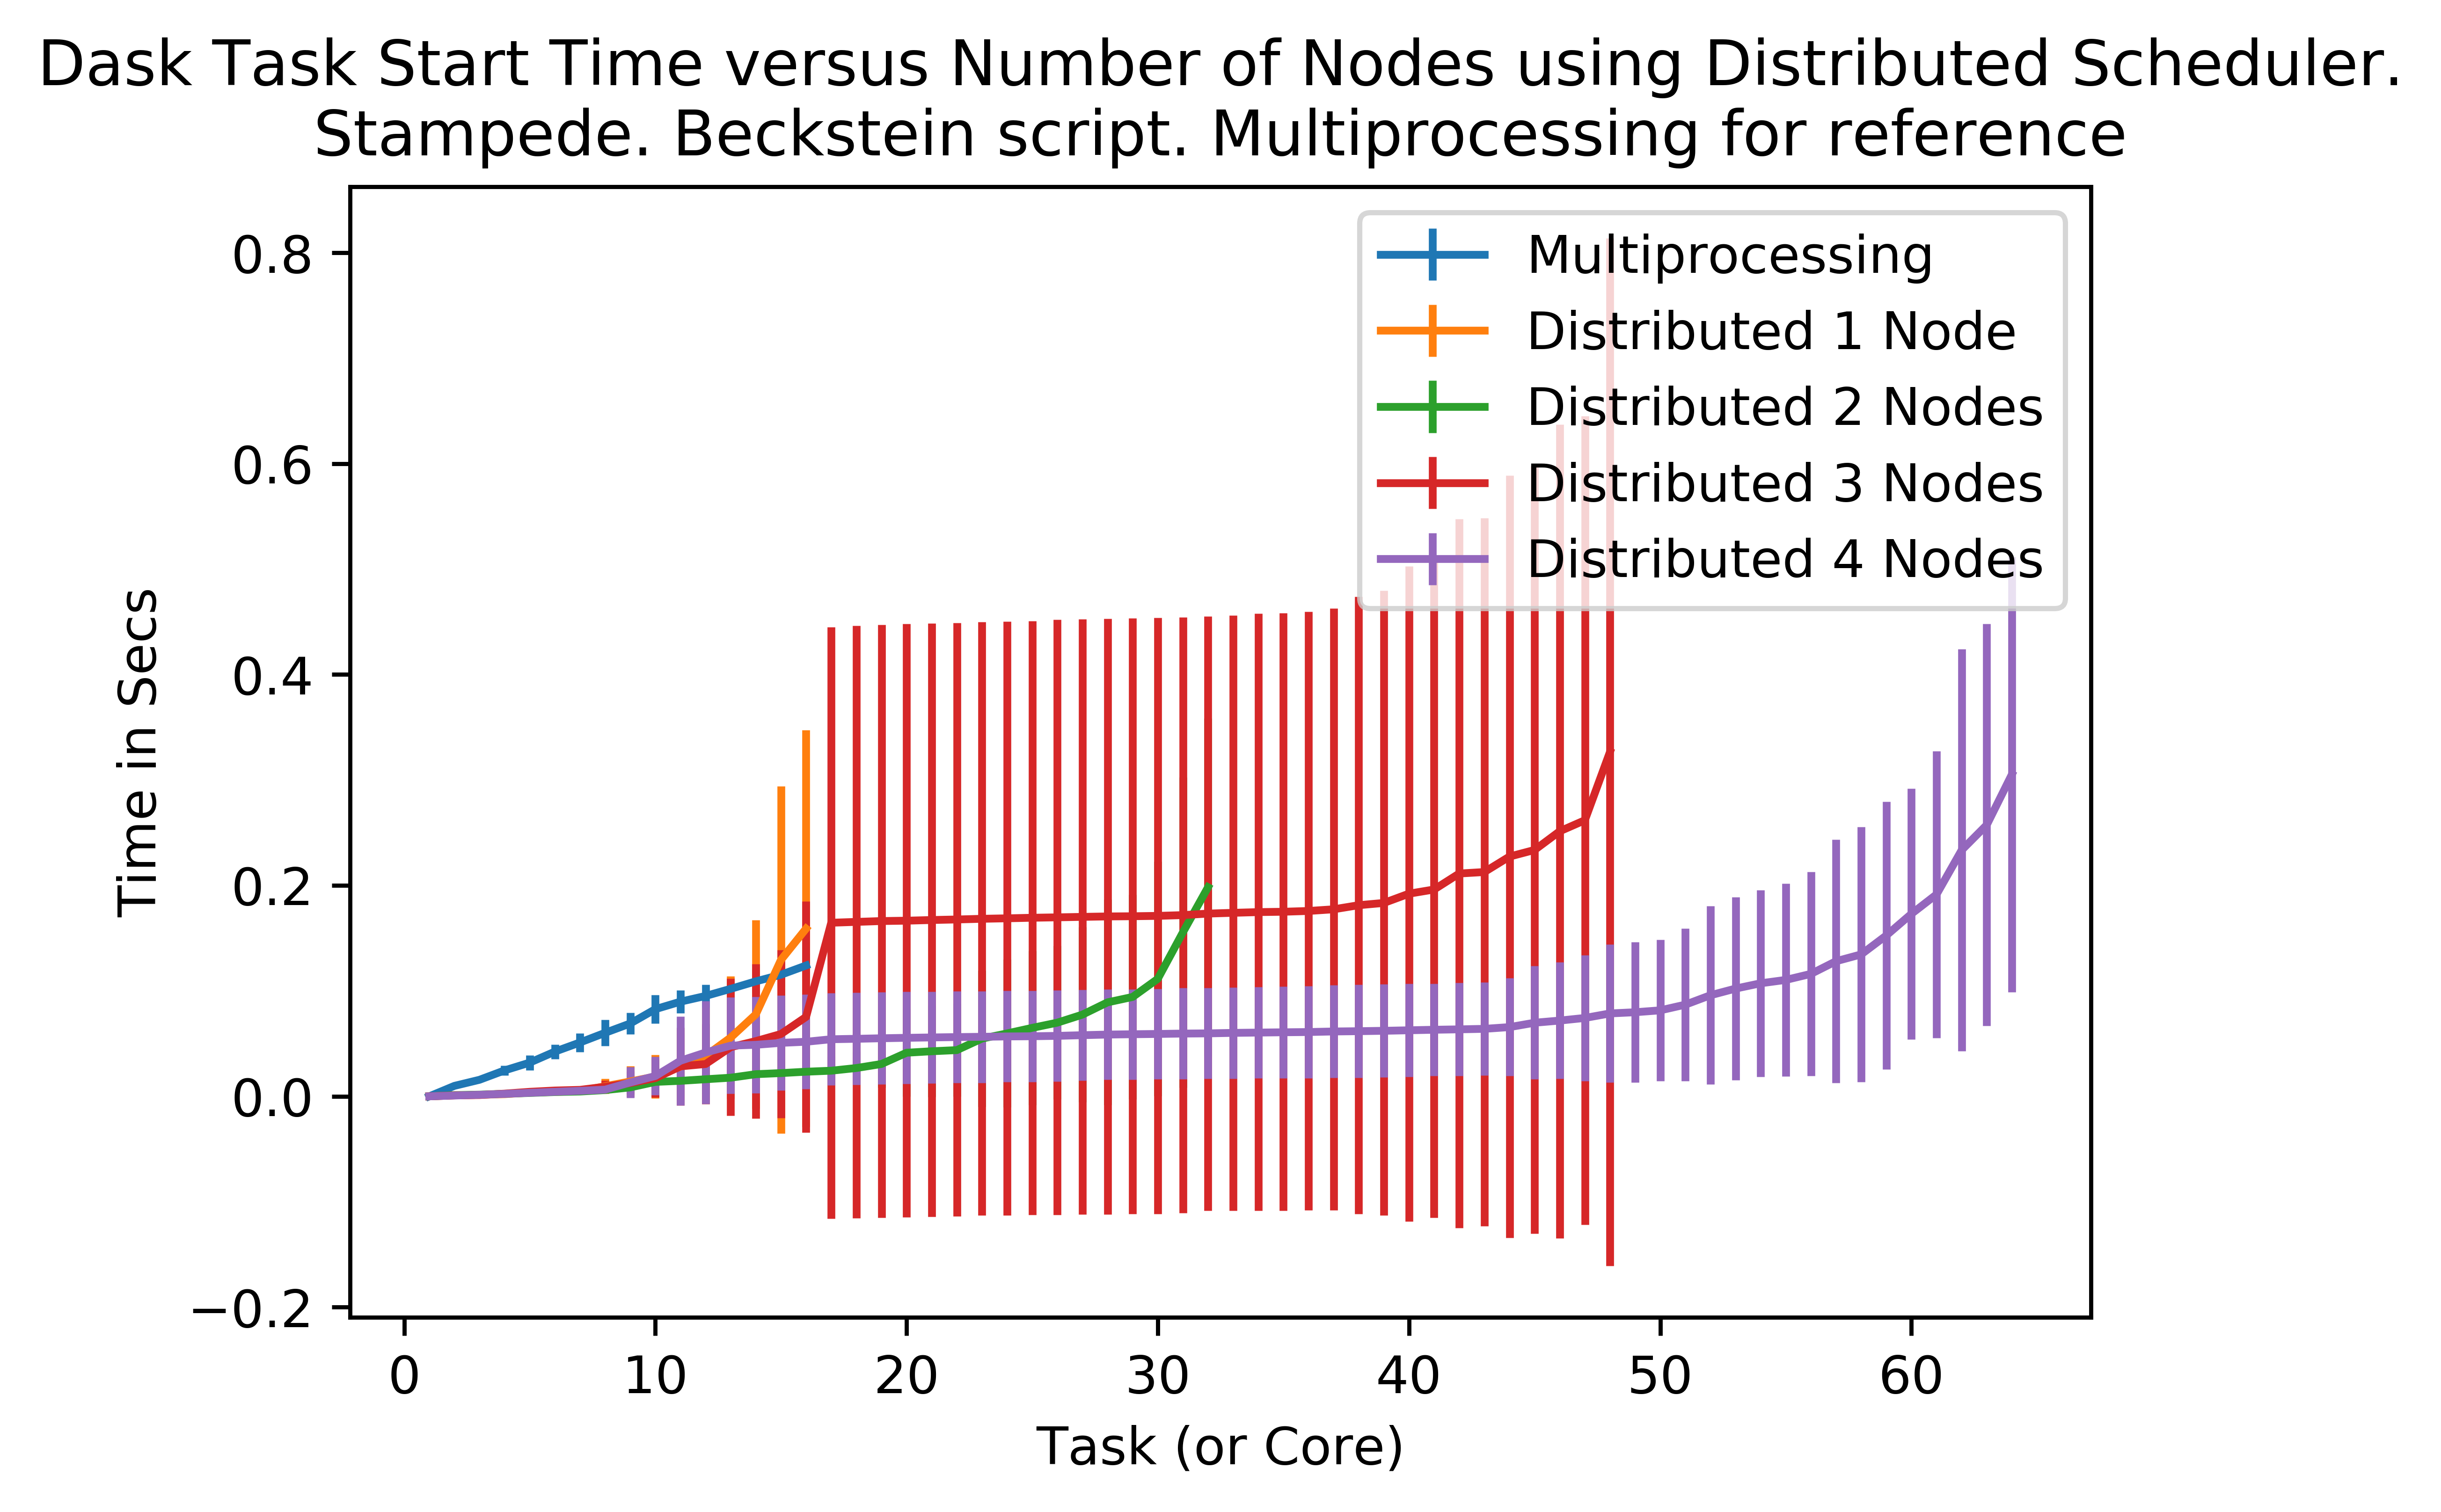 Dask Task Start Time versus Number of Nodes using Distributed Scheduler.
Stampede. Beckstein script. Multiprocessing for reference
Multiprocessing
Distributed 1 Node
Distributed 2 Nodes
Distributed 3 Nodes
Distributed 4 Nodes
Time in Secs
0.8
0.6
0.4
0.2
0.0
−0.2
0 10 20 30 40 50 60
Task (or Core)